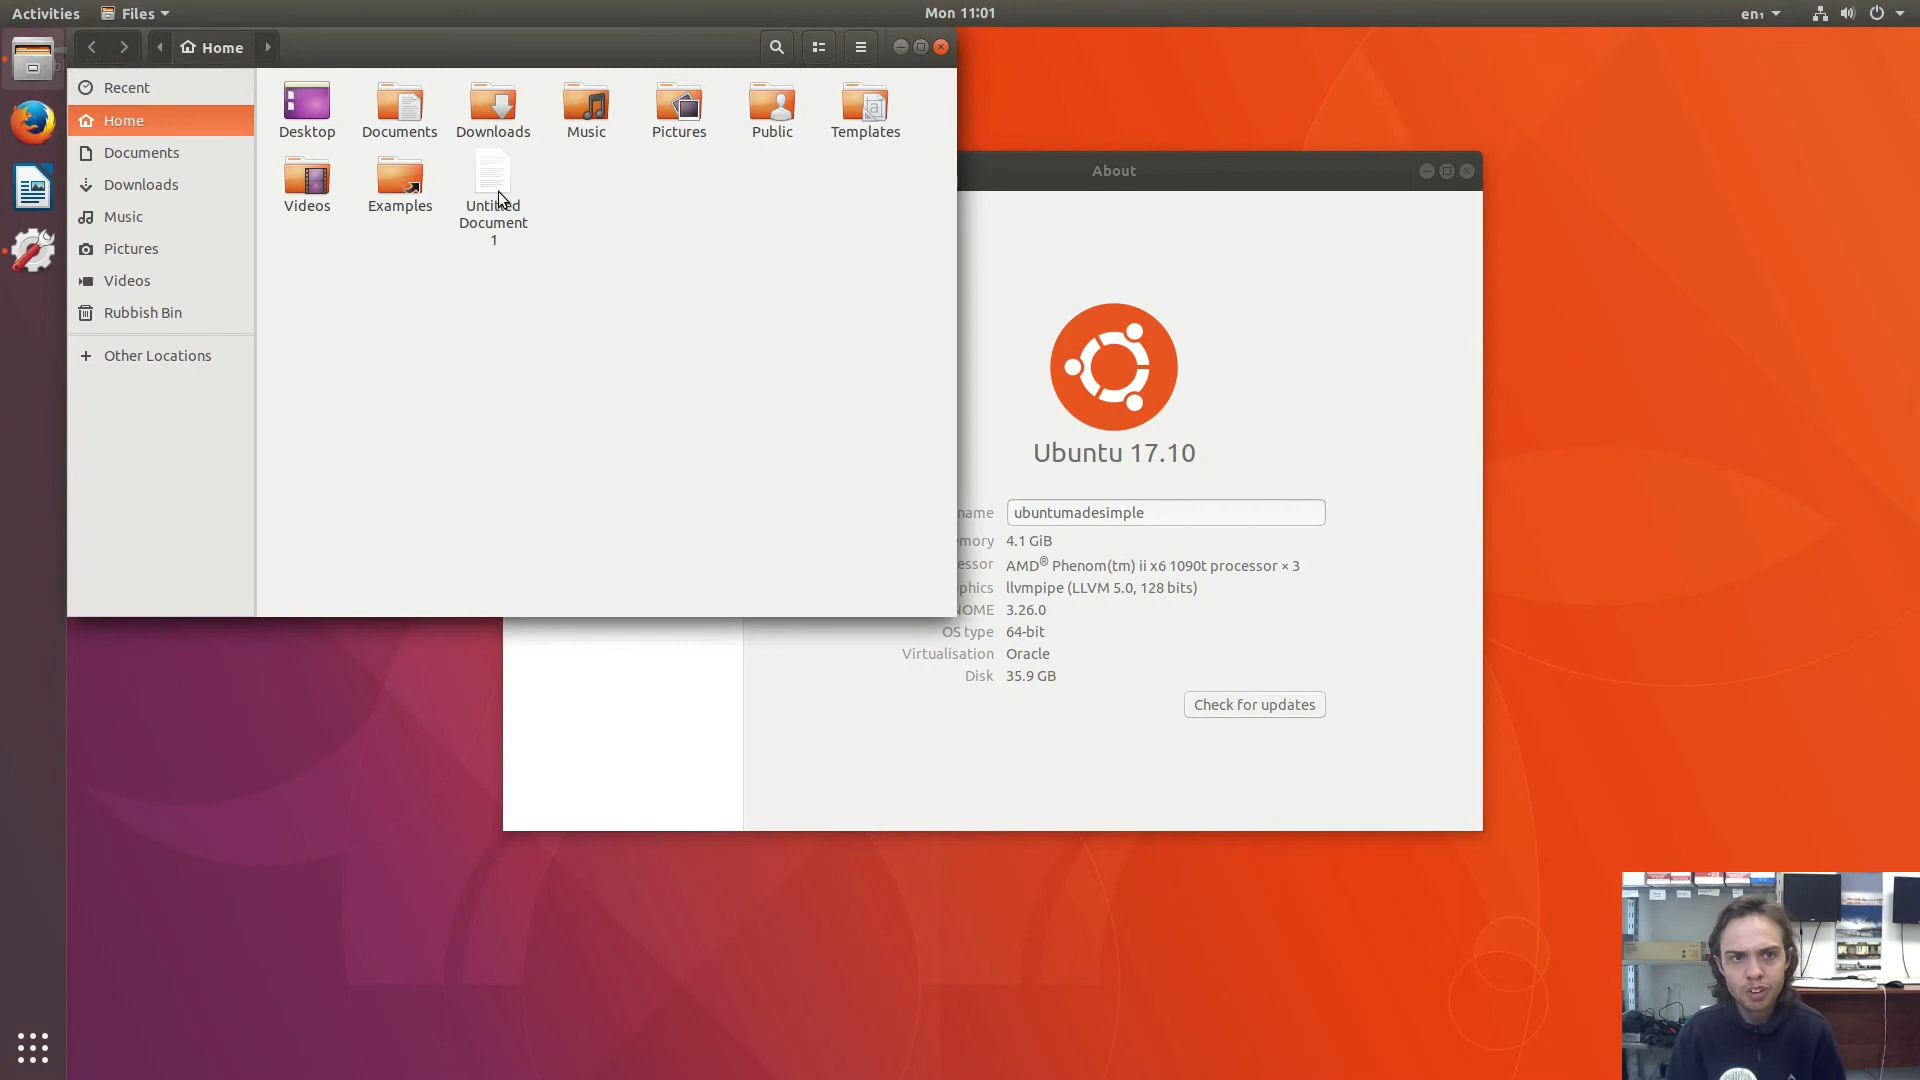 Activities
Files
Mon 11:01
en₁
Home
Recent
Home
Documents
Downloads
Music
Pictures
Videos
Rubbish Bin
Other Locations
Desktop
Documents
Downloads
Music
Pictures
Public
Templates
Videos
Examples
Untitled
Document
1
About
Ubuntu 17.10
name ubuntumadesimple
mory 4.1 GiB
essor AMD® Phenom(tm) ii x6 1090t processor × 3
phics llvmpipe (LLVM 5.0, 128 bits)
NOME 3.26.0
OS type 64-bit
Virtualisation Oracle
Disk 35.9 GB
Check for updates